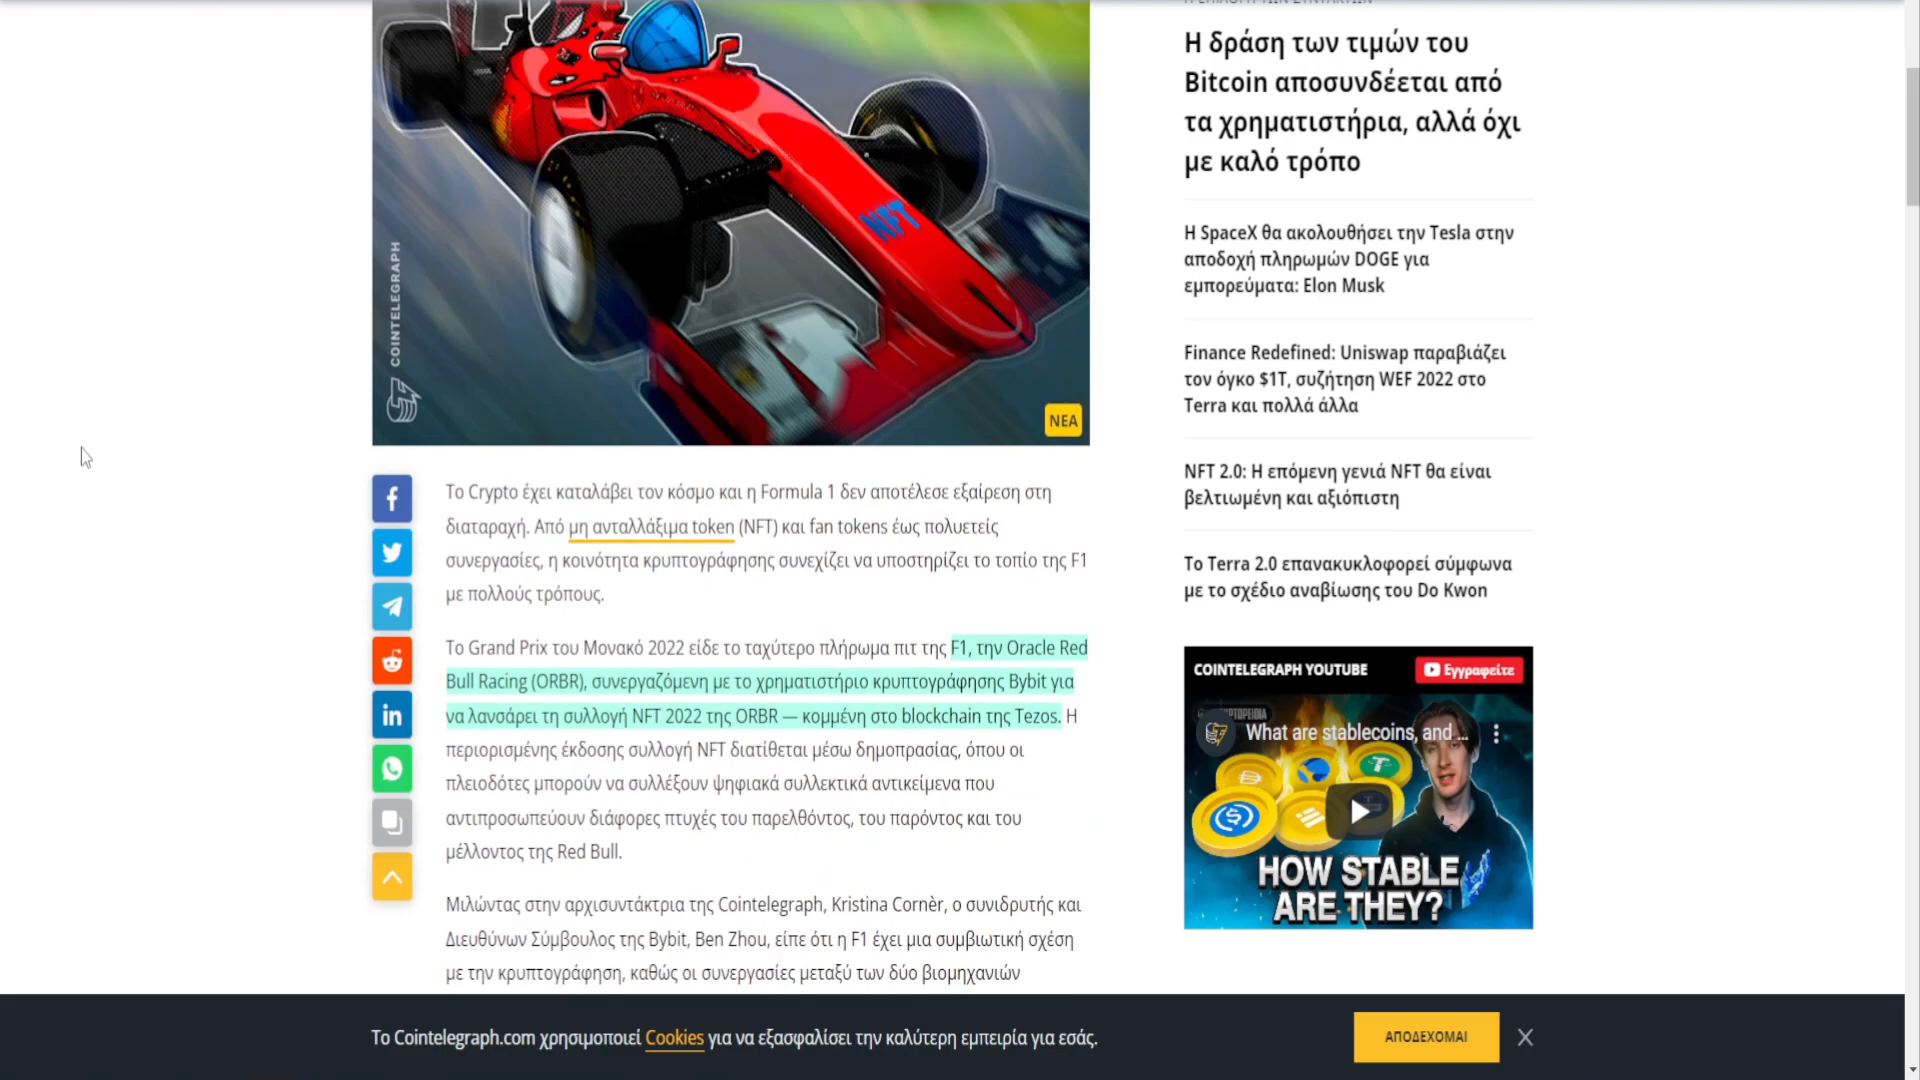 NFT
COINTELEGRAPH
ΝΕΑ
Το Crypto έχει καταλάβει τον κόσμο και η Formula 1 δεν αποτέλεσε εξαίρεση στη
διαταραχή. Από μη ανταλλάξιμα token (NFT) και fan tokens έως πολυετείς
συνεργασίες, η κοινότητα κρυπτογράφησης συνεχίζει να υποστηρίζει το τοπίο της F1
με πολλούς τρόπους.
Το Grand Prix του Μονακό 2022 είδε το ταχύτερο πλήρωμα πιτ της F1, την Oracle Red
Bull Racing (ORBR), συνεργαζόμενη με το χρηματιστήριο κρυπτογράφησης Bybit για
να λανσάρει τη συλλογή NFT 2022 της ORBR — κομμένη στο blockchain της Tezos. Η
περιορισμένης έκδοσης συλλογή NFT διατίθεται μέσω δημοπρασίας, όπου οι
πλειοδότες μπορούν να συλλέξουν ψηφιακά συλλεκτικά αντικείμενα που
αντιπροσωπεύουν διάφορες πτυχές του παρελθόντος, του παρόντος και του
μέλλοντος της Red Bull.
Μιλώντας στην αρχισυντάκτρια της Cointelegraph, Kristina Cornèr, ο συνιδρυτής και
Διευθύνων Σύμβουλος της Bybit, Ben Zhou, είπε ότι η F1 έχει μια συμβιωτική σχέση
με την κρυπτογράφηση, καθώς οι συνεργασίες μεταξύ των δύο βιομηχανιών
Η δράση των τιμών του
Bitcoin αποσυνδέεται από
τα χρηματιστήρια, αλλά όχι
με καλό τρόπο
Η SpaceX θα ακολουθήσει την Tesla στην
αποδοχή πληρωμών DOGE για
εμπορεύματα: Elon Musk
Finance Redefined: Uniswap παραβιάζει
τον όγκο $1T, συζήτηση WEF 2022 στο
Terra και πολλά άλλα
NFT 2.0: Η επόμενη γενιά NFT θα είναι
βελτιωμένη και αξιόπιστη
Το Terra 2.0 επανακυκλοφορεί σύμφωνα
με το σχέδιο αναβίωσης του Do Kwon
COINTELEGRAPH YOUTUBE
Εγγραφείτε
What are stablecoins, and ...
HOW STABLE
ARE THEY?
Το Cointelegraph.com χρησιμοποιεί Cookies για να εξασφαλίσει την καλύτερη εμπειρία για εσάς.
ΑΠΟΔΕΧΟΜΑΙ